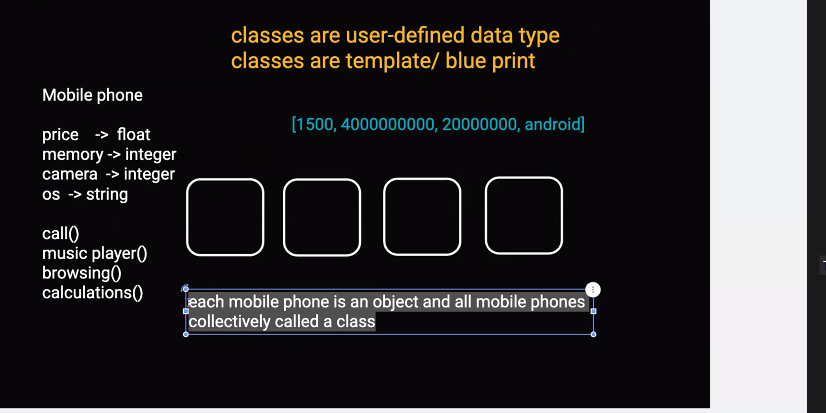 classes are user-defined data type
classes are template/ blue print
Mobile phone
[1500, 4000000000, 20000000, android]
price -> float
memory -> integer
camera -> integer
os -> string
call()
music player()
browsing()
calculations()
each mobile phone is an object and all mobile phones
collectively called a class